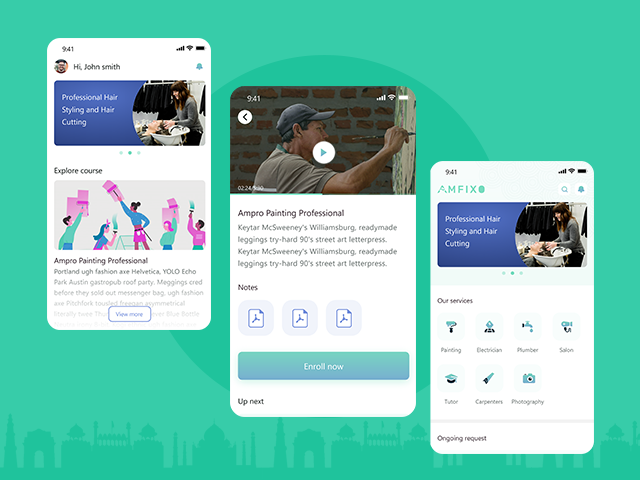 9:41
Hi, John smith
Professional Hair
Styling and Hair
Cutting
Explore course
Ampro Painting Professional
Portland ugh fashion axe Helvetica, YOLO Echo
Park Austin gastropub roof party. Meggings cred
before they sold out messenger bag, ugh fashion
axe Pitchfork tousled freegan asymmetrical
literally twee
Blue Bottle
View more
9:41
02:24/
Ampro Painting Professional
Keytar McSweeney's Williamsburg, readymade
leggings try-hard 90's street art letterpress.
Keytar McSweeney's Williamsburg, readymade
leggings try-hard 90's street art letterpress.
Notes
Enroll now
Up next
9:41
AMFIXO
Professional Hair
Styling and Hair
Cutting
Our services
Painting
Electrician
Plumber
Salon
Tutor
Carpenters
Photography
Ongoing request